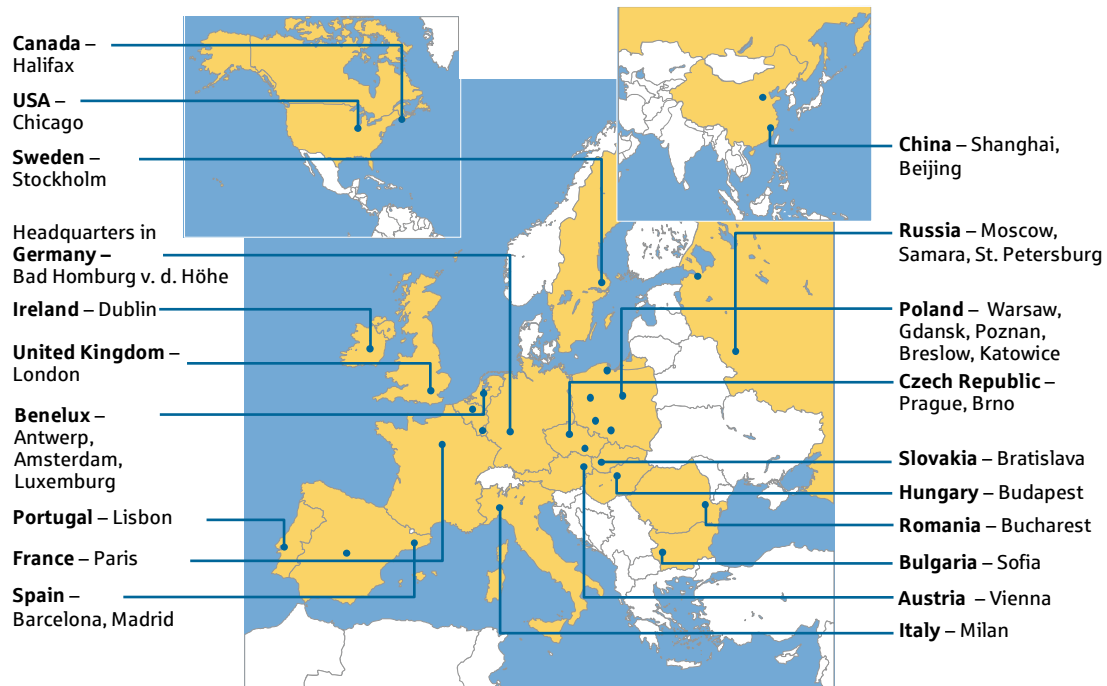 Canada –
Halifax
USA –
Chicago
Sweden –
Stockholm
Headquarters in
Germany –
Bad Homburg v. d. Höhe
Ireland – Dublin
United Kingdom –
London
Benelux –
Antwerp,
Amsterdam,
Luxemburg
Portugal – Lisbon
France – Paris
Spain –
Barcelona, Madrid
China – Shanghai,
Beijing
Russia – Moscow,
Samara, St. Petersburg
Poland – Warsaw,
Gdansk, Poznan,
Breslow, Katowice
Czech Republic –
Prague, Brno
Slovakia – Bratislava
Hungary – Budapest
Romania – Bucharest
Bulgaria – Sofia
Austria – Vienna
Italy – Milan